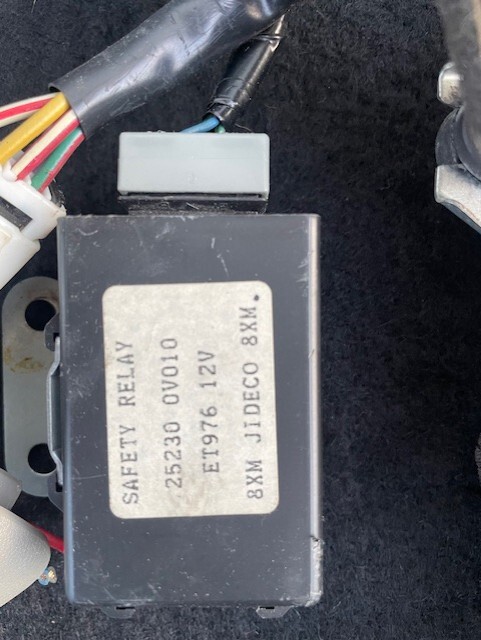 SAFETY RELAY
25230 0V010
ET976 12V
8XM JIDECO 8XM.